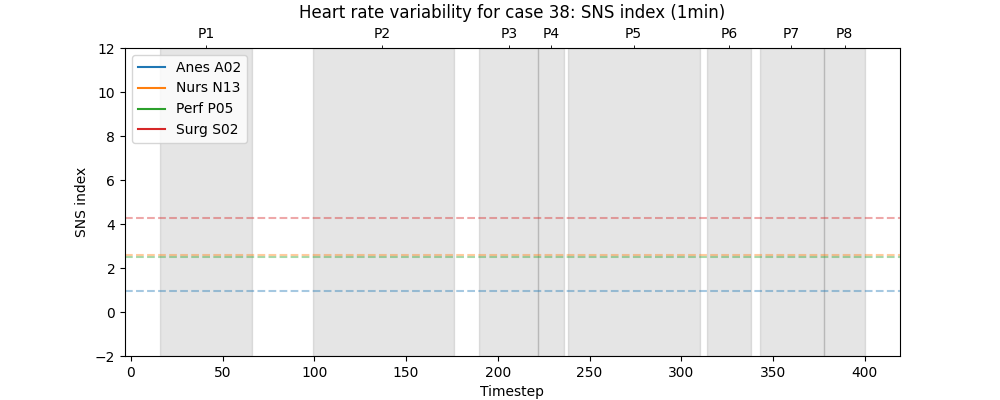 Heart rate variability for case 38: SNS index (1min)
P1 P2 P3 P4 P5 P6 P7 P8
Anes A02
Nurs N13
Perf P05
Surg S02
12
10
8
6
4
2
0
−2
SNS index
0 50 100 150 200 250 300 350 400
Timestep